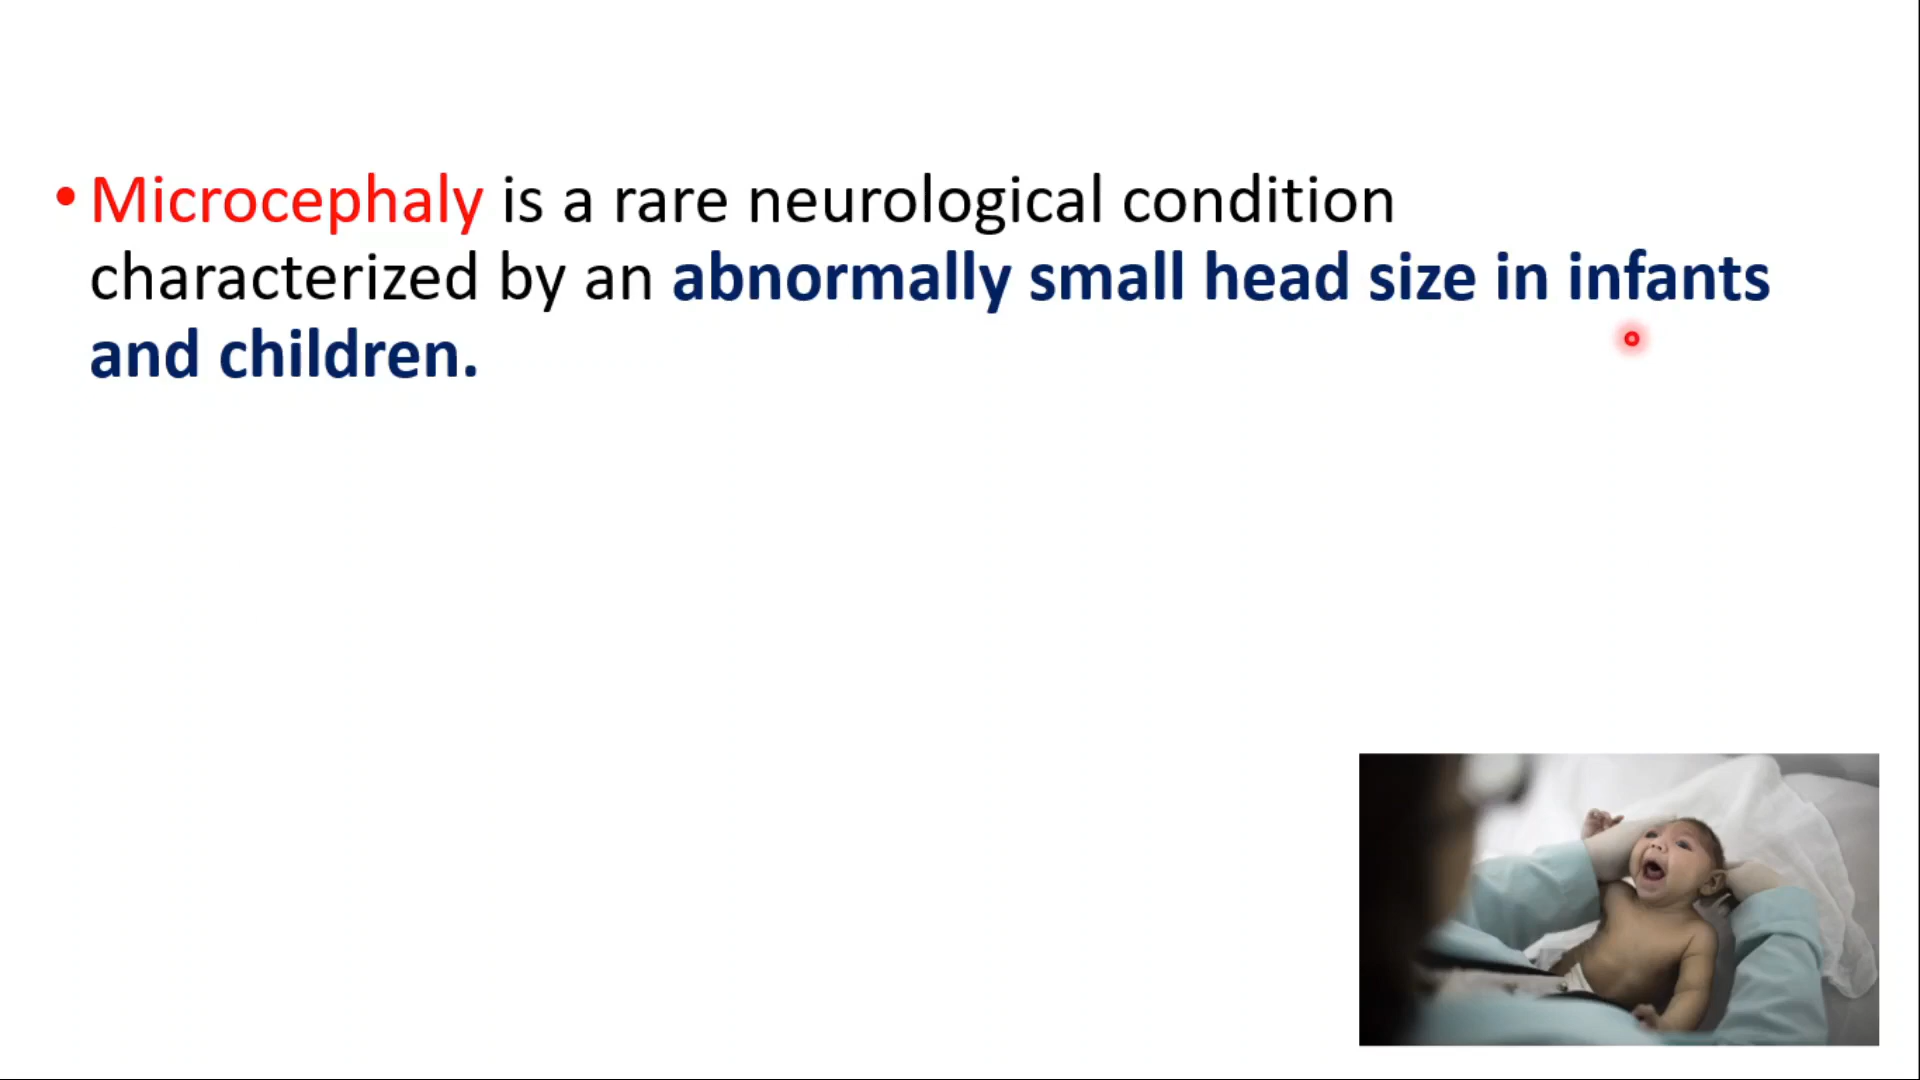 • Microcephaly is a rare neurological condition
characterized by an abnormally small head size in infants
and children.